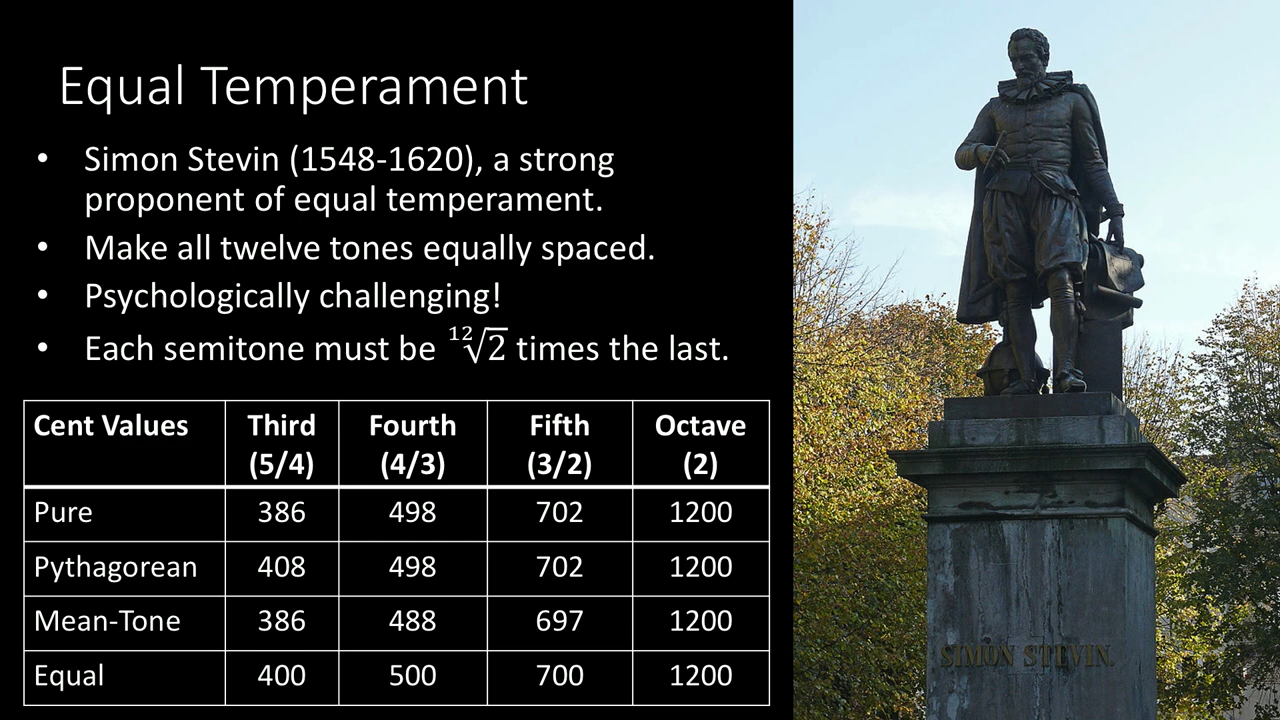 Equal Temperament
• Simon Stevin (1548-1620), a strong
proponent of equal temperament.
• Make all twelve tones equally spaced.
• Psychologically challenging!
• Each semitone must be ¹²√2 times the last.
Cent Values Third (5/4) Fourth (4/3) Fifth (3/2) Octave (2)
Pure 386 498 702 1200
Pythagorean 408 498 702 1200
Mean-Tone 386 488 697 1200
Equal 400 500 700 1200
SIMON STEVIN.